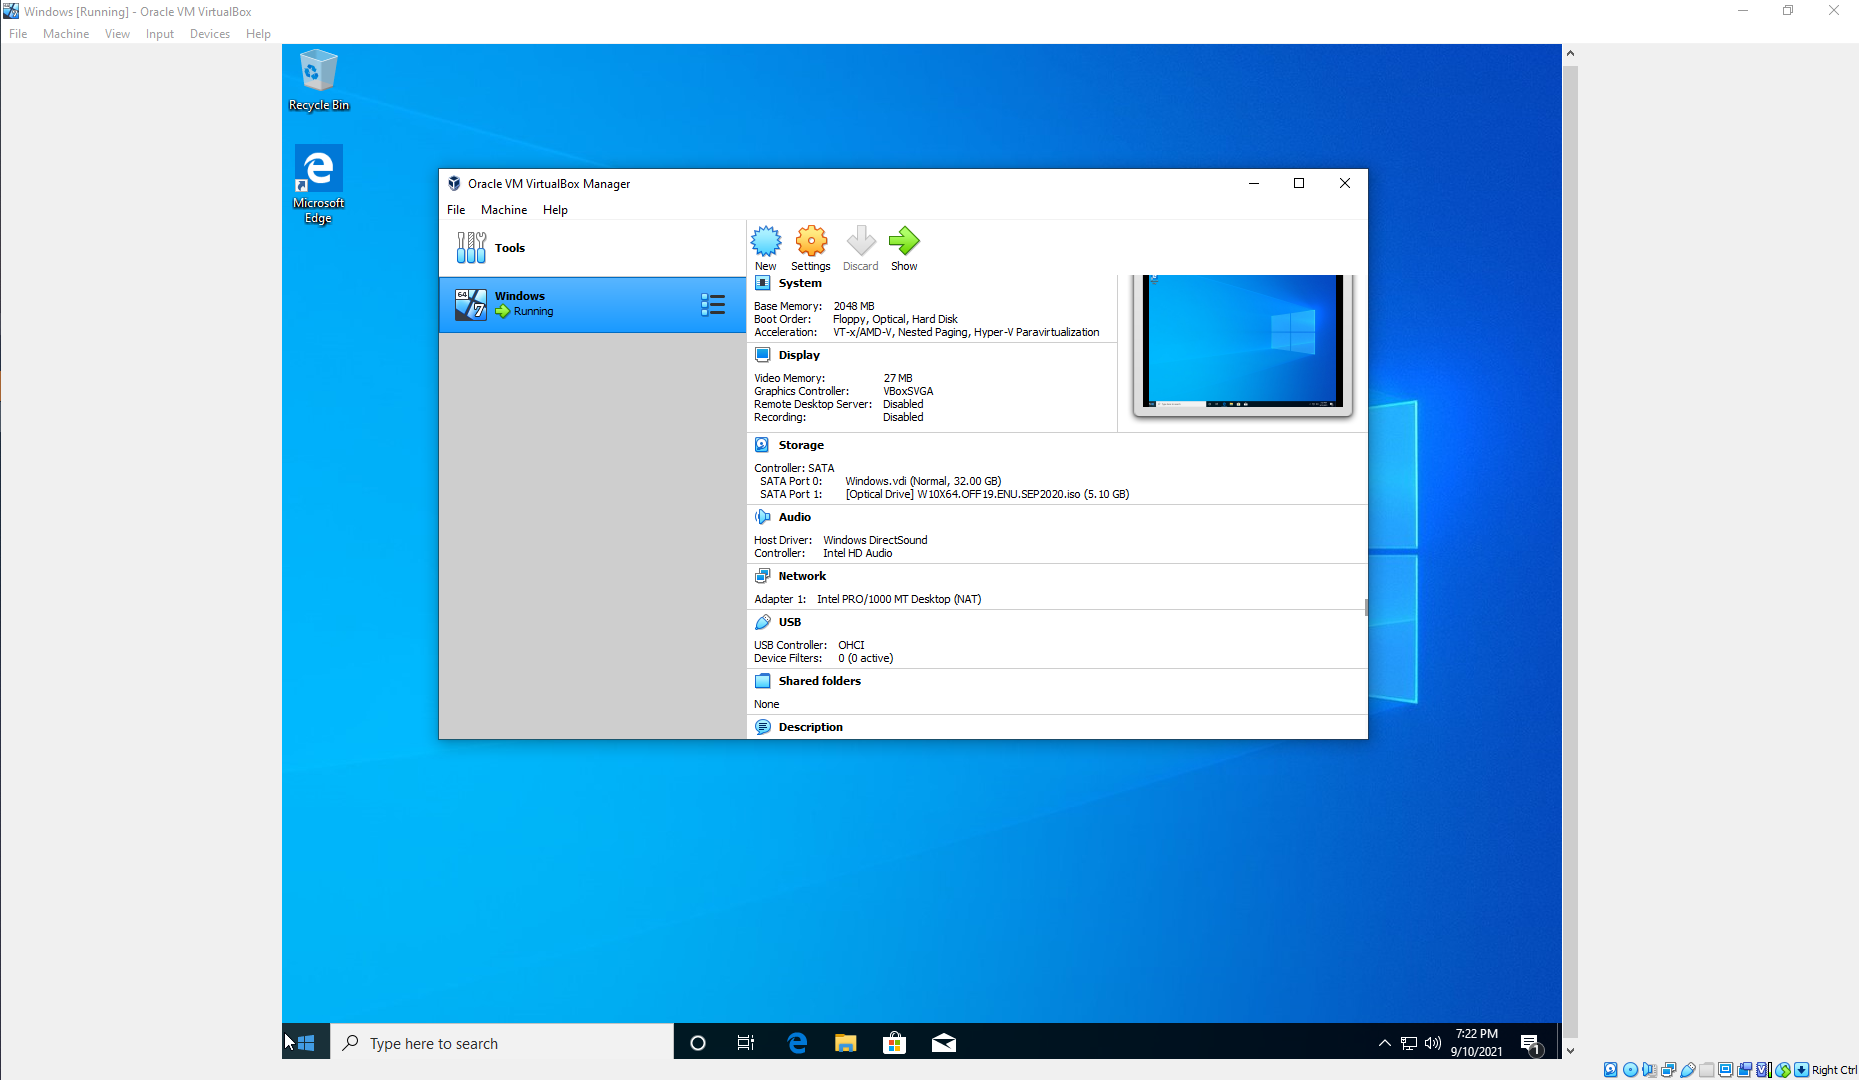 Windows [Running] - Oracle VM VirtualBox
File Machine View Input Devices Help
Recycle Bin
Microsoft
Edge
Oracle VM VirtualBox Manager
File Machine Help
Tools
New Settings Discard Show
64
7
Windows
Running
System
Base Memory: 2048 MB
Boot Order: Floppy, Optical, Hard Disk
Acceleration: VT-x/AMD-V, Nested Paging, Hyper-V Paravirtualization
Display
Video Memory: 27 MB
Graphics Controller: VBoxSVGA
Remote Desktop Server: Disabled
Recording: Disabled
Storage
Controller: SATA
SATA Port 0: Windows.vdi (Normal, 32.00 GB)
SATA Port 1: [Optical Drive] W10X64.OFF19.ENU.SEP2020.iso (5.10 GB)
Audio
Host Driver: Windows DirectSound
Controller: Intel HD Audio
Network
Adapter 1: Intel PRO/1000 MT Desktop (NAT)
USB
USB Controller: OHCI
Device Filters: 0 (0 active)
Shared folders
None
Description
Type here to search
7:22 PM
9/10/2021
1
Right Ctrl